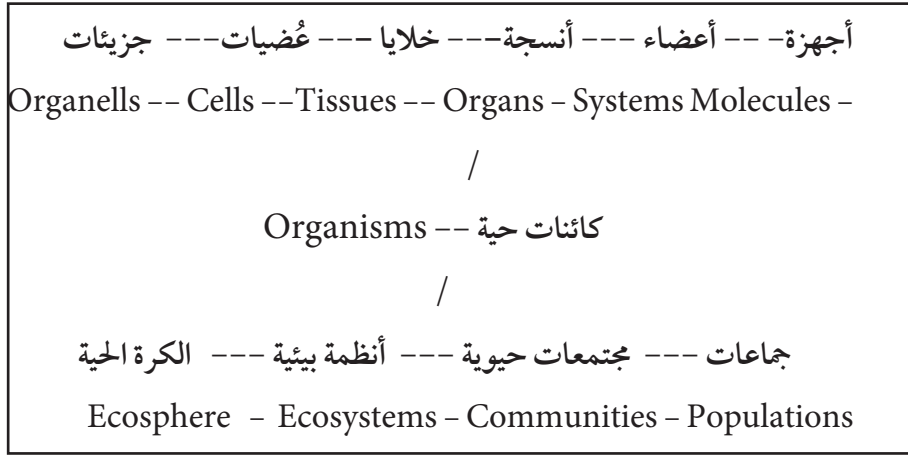 أجهزة- -- أعضاء --- أنسجة--- خلايا --- عُضيات--- جزيئات
Organells -- Cells --Tissues -- Organs – Systems Molecules –
/
كائنات حية -- Organisms
/
جماعات --- مجتمعات حيوية --- أنظمة بيئية --- الكرة الحية
Ecosphere – Ecosystems – Communities – Populations